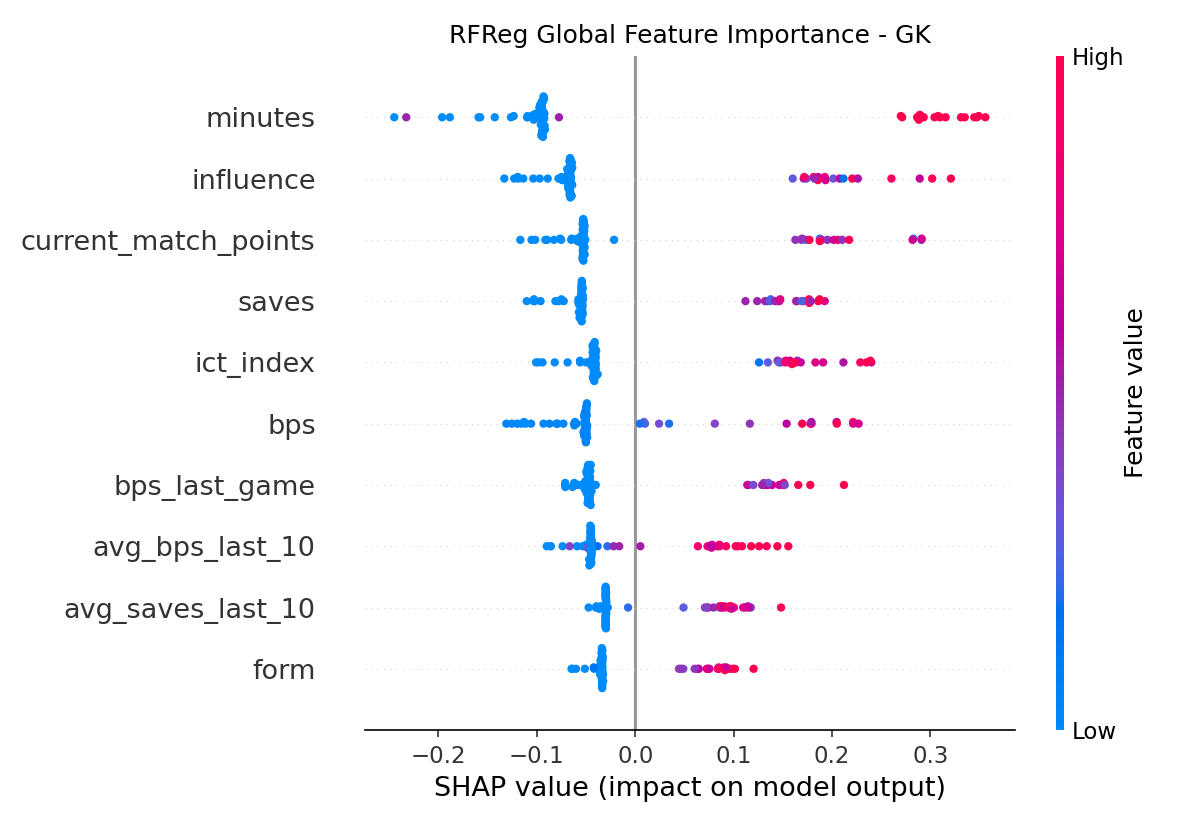 RFReg Global Feature Importance - GK
High
minutes
influence
current_match_points
saves
ict_index
bps
bps_last_game
avg_bps_last_10
avg_saves_last_10
form
Feature value
Low
−0.2 −0.1 0.0 0.1 0.2 0.3
SHAP value (impact on model output)